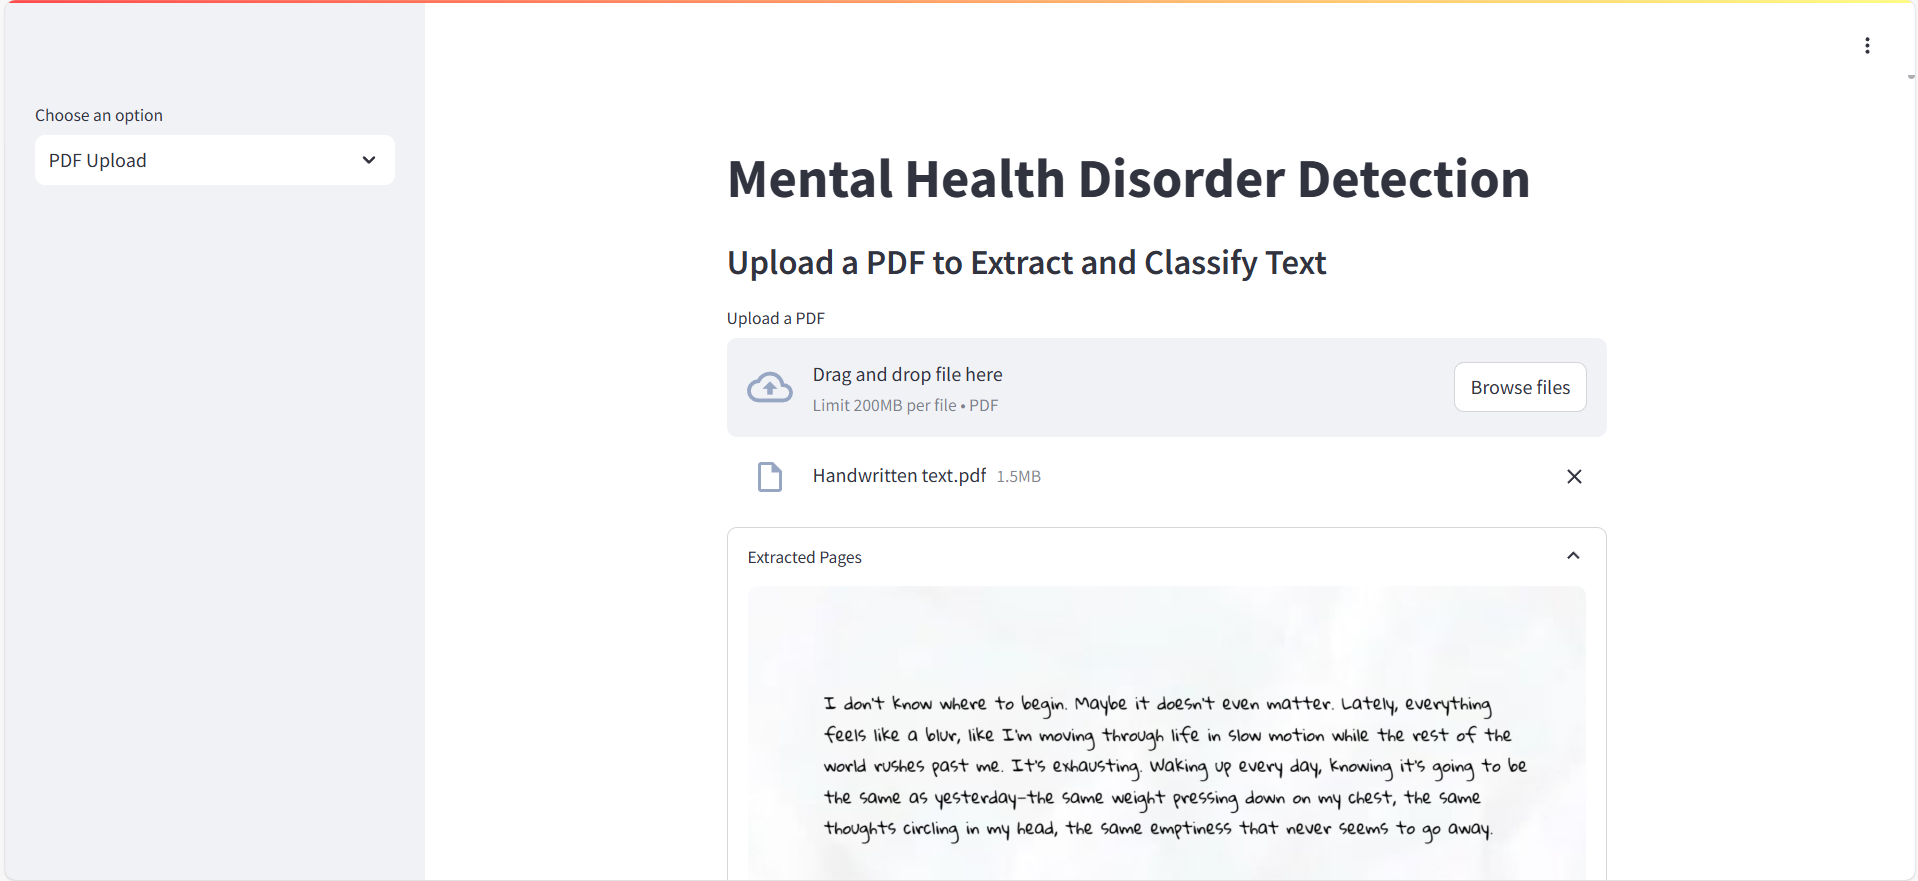 Choose an option
PDF Upload
Mental Health Disorder Detection
Upload a PDF to Extract and Classify Text
Upload a PDF
Drag and drop file here
Limit 200MB per file • PDF
Browse files
Handwritten text.pdf 1.5MB
Extracted Pages
I don't know where to begin. Maybe it doesn't even matter. Lately, everything
feels like a blur, like I'm moving through life in slow motion while the rest of the
world rushes past me. It's exhausting. Waking up every day, knowing it's going to be
the same as yesterday—the same weight pressing down on my chest, the same
thoughts circling in my head, the same emptiness that never seems to go away.